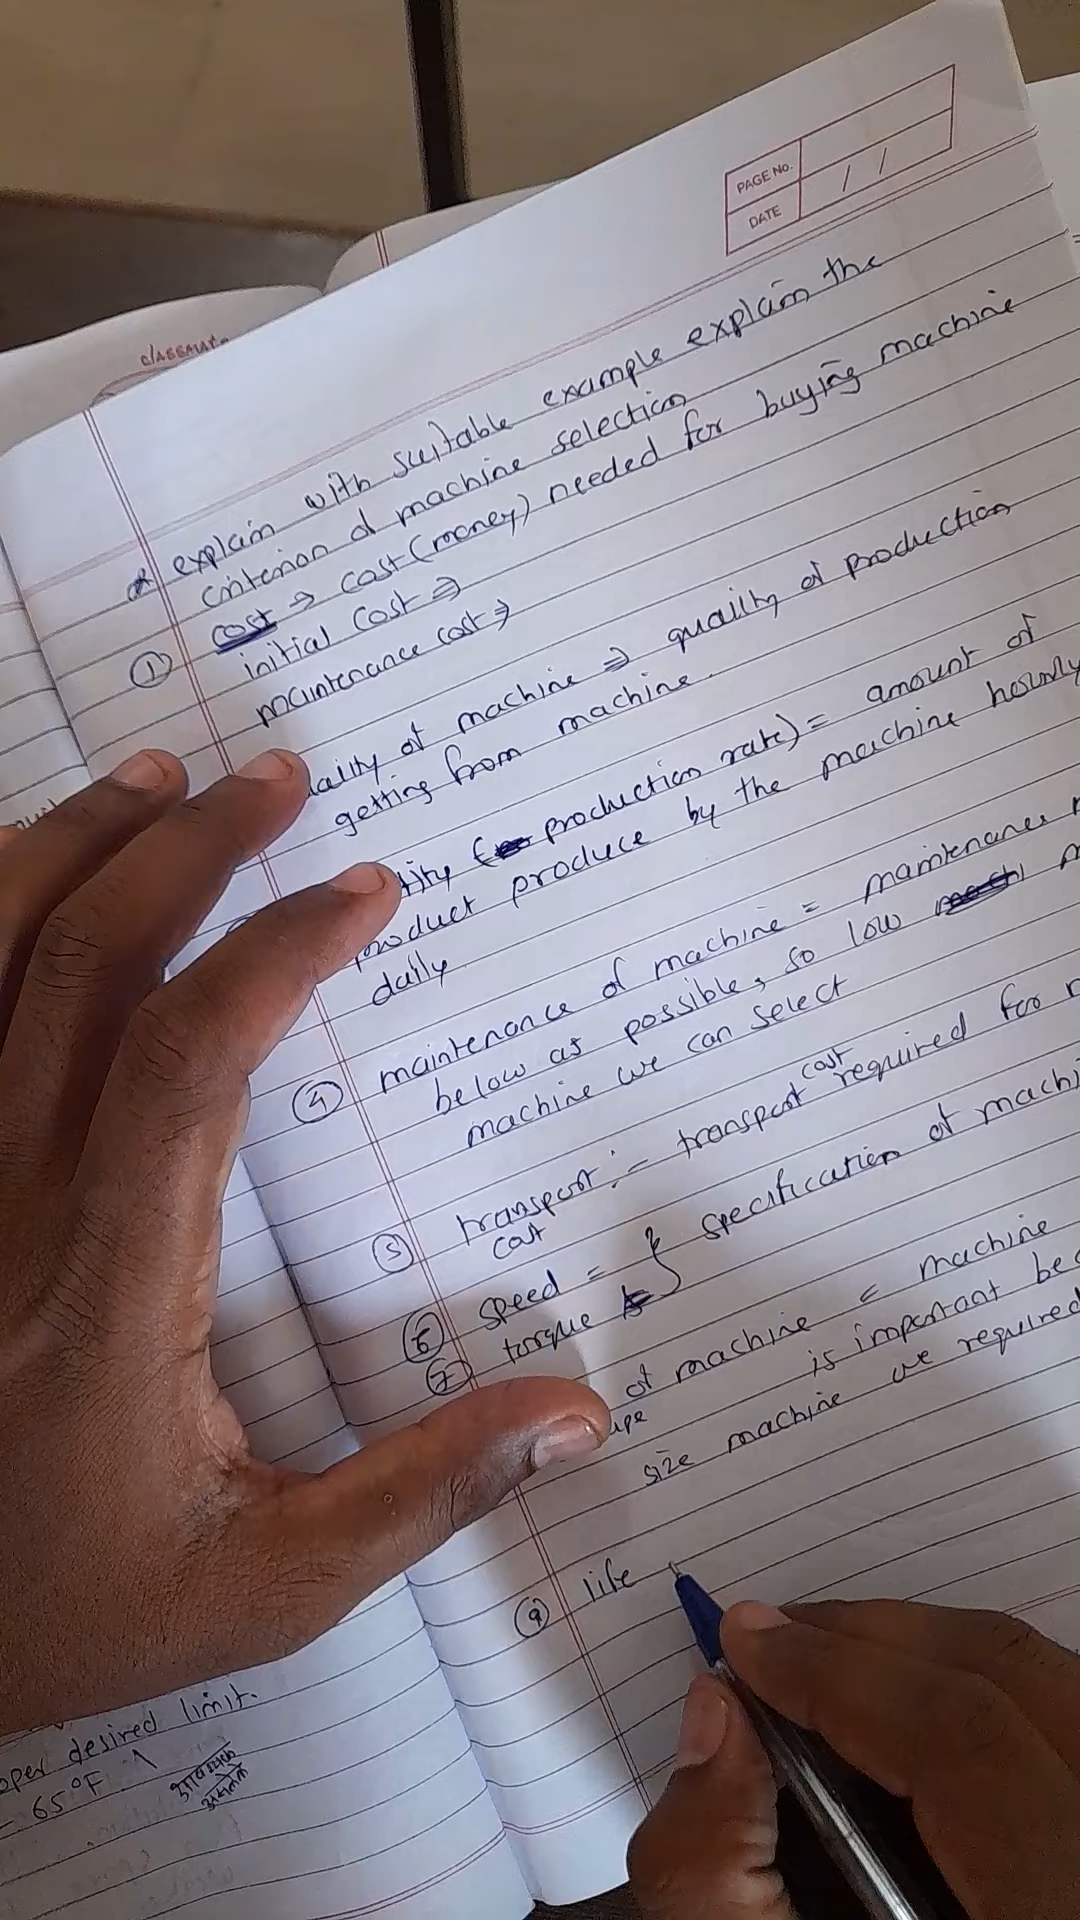 PAGE No.
DATE / /
classmate
explain with suitable example explain the
criterion of machine selection
① cost ⇒ cost (money) needed for buying machine
initial cost ⇒
maintenance cost ⇒
of machine ⇒ quality of production
getting from machine.
production rate) = amount of
product produce by the machine hourly
daily
④ maintenance of machine = maintenance
below as possible, so low
machine we can select
⑤ transport := transport cost required for
cost
⑥ speed = } specification of
⑦ torque
of machine = machine
is important
size machine we required
⑨ life
desired limit.
65°F